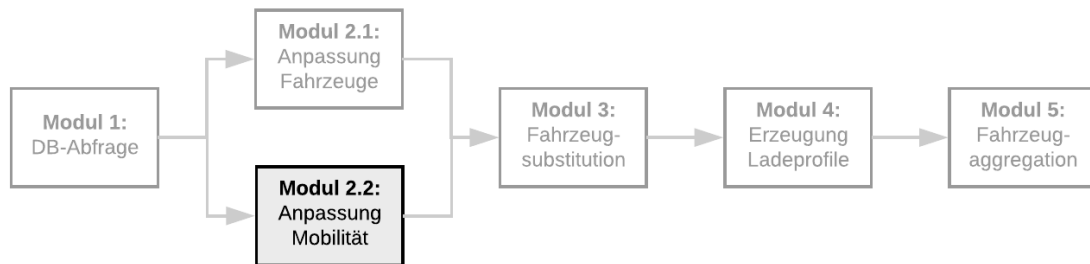 Modul 1:
DB-Abfrage
Modul 2.1:
Anpassung
Fahrzeuge
Modul 2.2:
Anpassung
Mobilität
Modul 3:
Fahrzeug-
substitution
Modul 4:
Erzeugung
Ladeprofile
Modul 5:
Fahrzeug-
aggregation